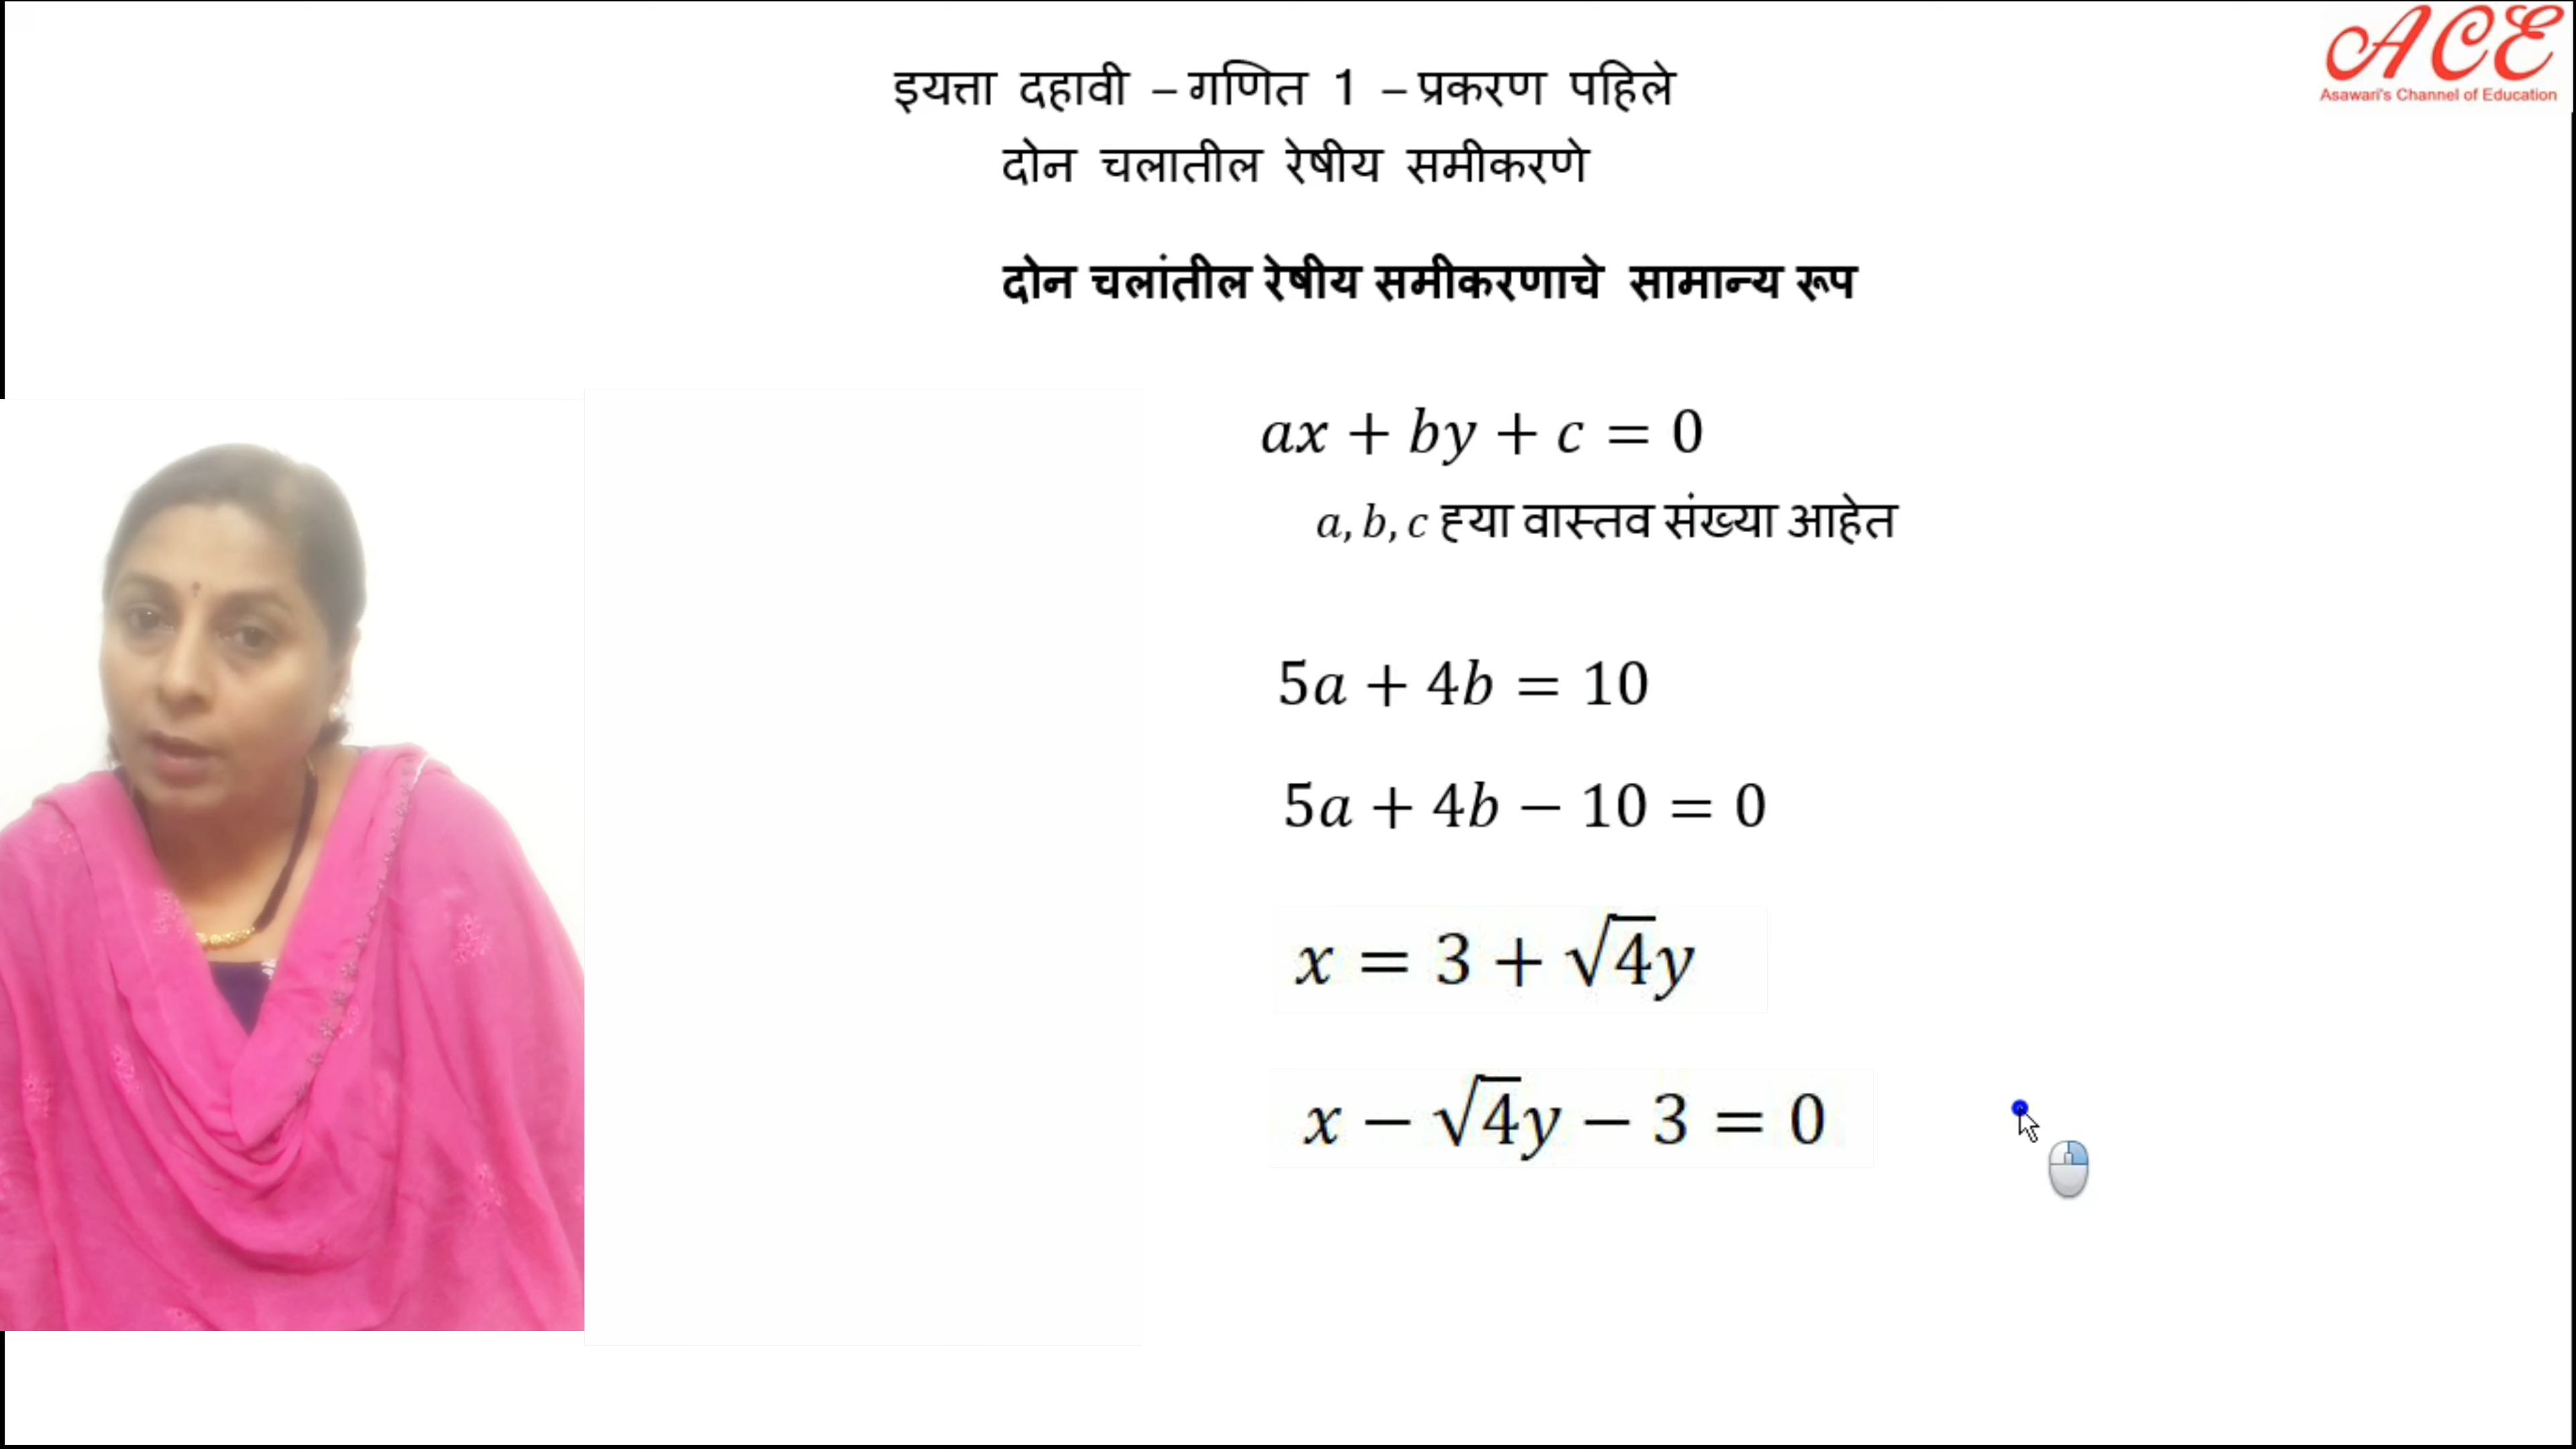 ACE
Asawari's Channel of Education
इयत्ता दहावी – गणित 1 – प्रकरण पहिले
दोन चलातील रेषीय समीकरणे
दोन चलांतील रेषीय समीकरणाचे सामान्य रूप
ax + by + c = 0
a, b, c ह्या वास्तव संख्या आहेत
5a + 4b = 10
5a + 4b − 10 = 0
x = 3 + √4y
x − √4y − 3 = 0